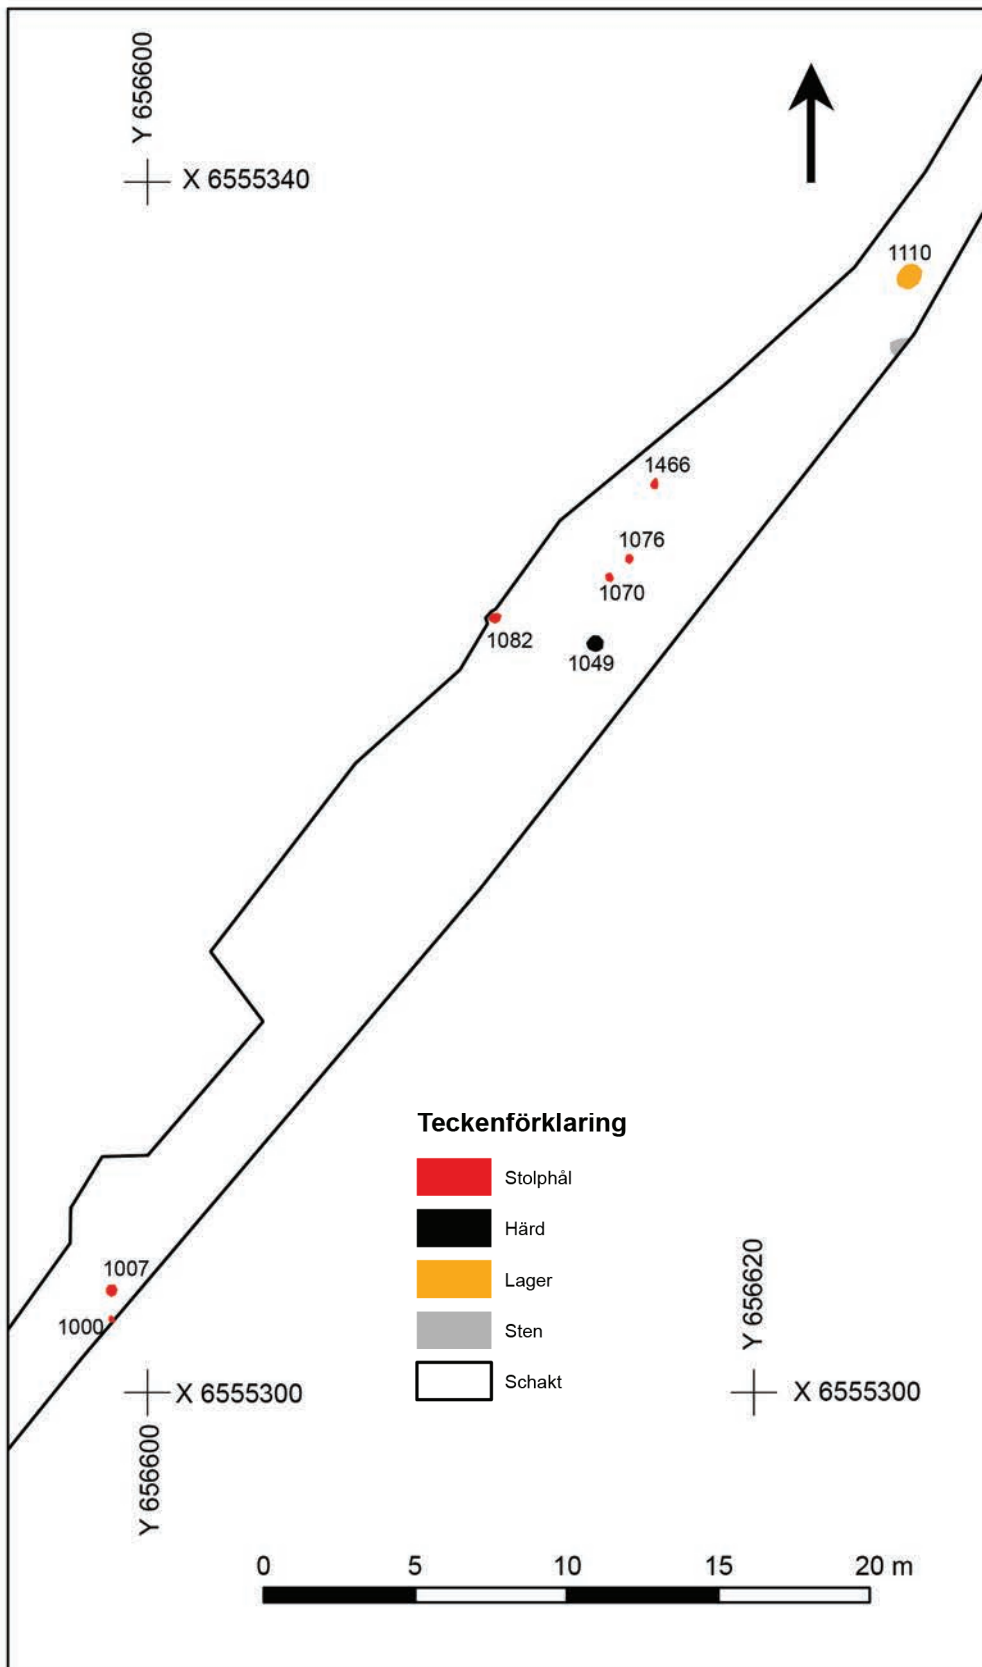 Y 656600
X 6555340
1110
1466
1076
1070
1082
1049
Teckenförklaring
Stolphål
Härd
Lager
Sten
Schakt
1007
1000
X 6555300
Y 656600
Y 656620
X 6555300
0 5 10 15 20 m